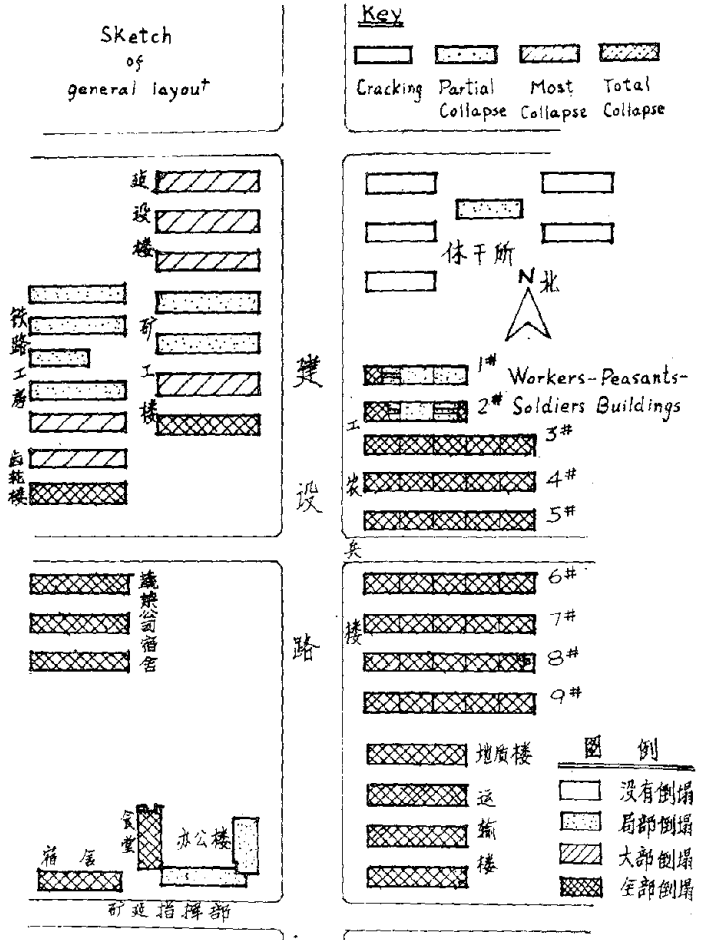 Sketch
of
general layout
Key
Cracking
Partial
Collapse
Most
Collapse
Total
Collapse
建设楼
矿工楼
铁路工房
齿轮楼
建设路
休干所
N 北
1#
2#
Workers-Peasants-
Soldiers Buildings
3#
4#
5#
工农兵楼
6#
7#
8#
9#
公司宿舍
地质楼
运输楼
食堂
办公楼
宿舍
矿建指挥部
图例
没有倒塌
局部倒塌
大部倒塌
全部倒塌